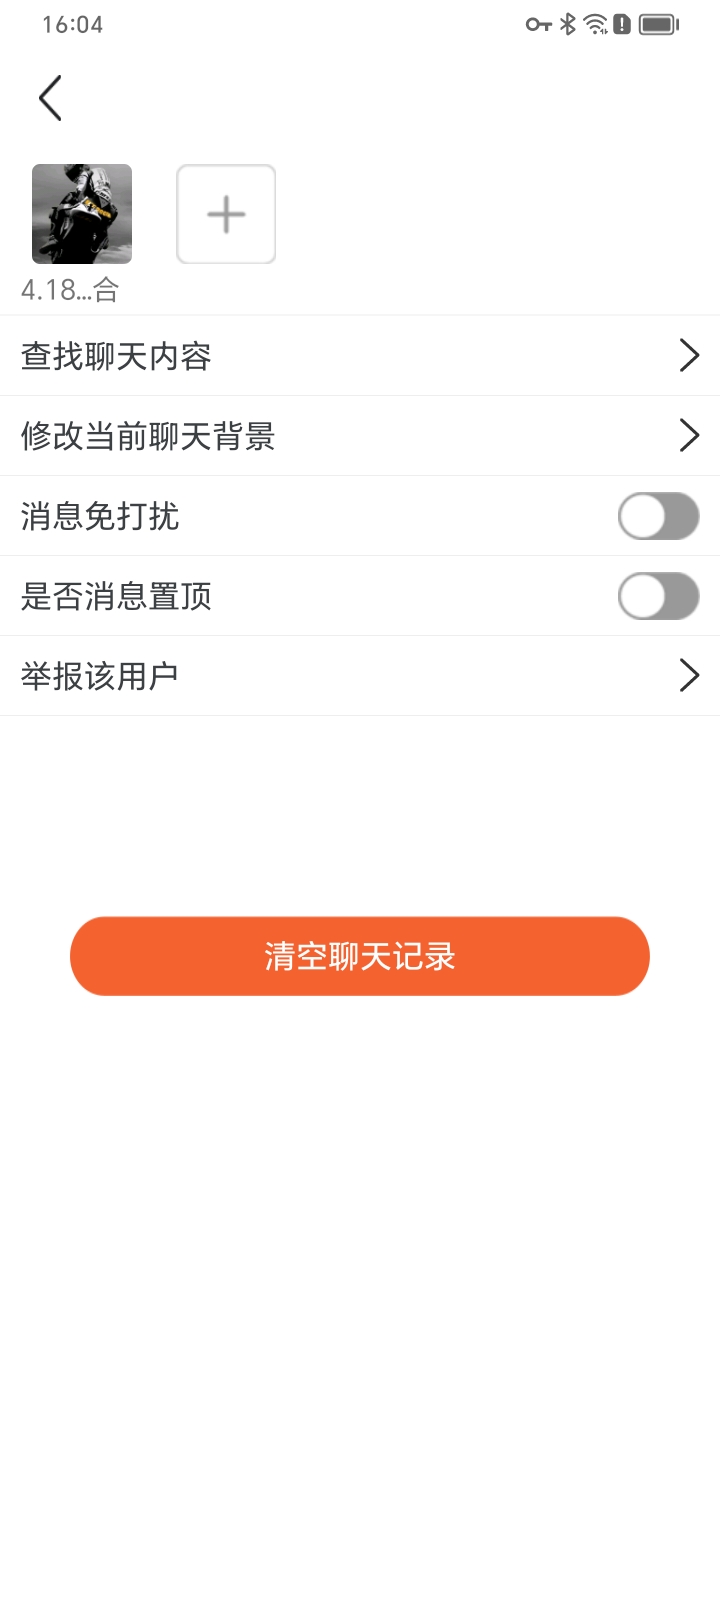 16:04
4.18...合
查找聊天内容
修改当前聊天背景
消息免打扰
是否消息置顶
举报该用户
清空聊天记录